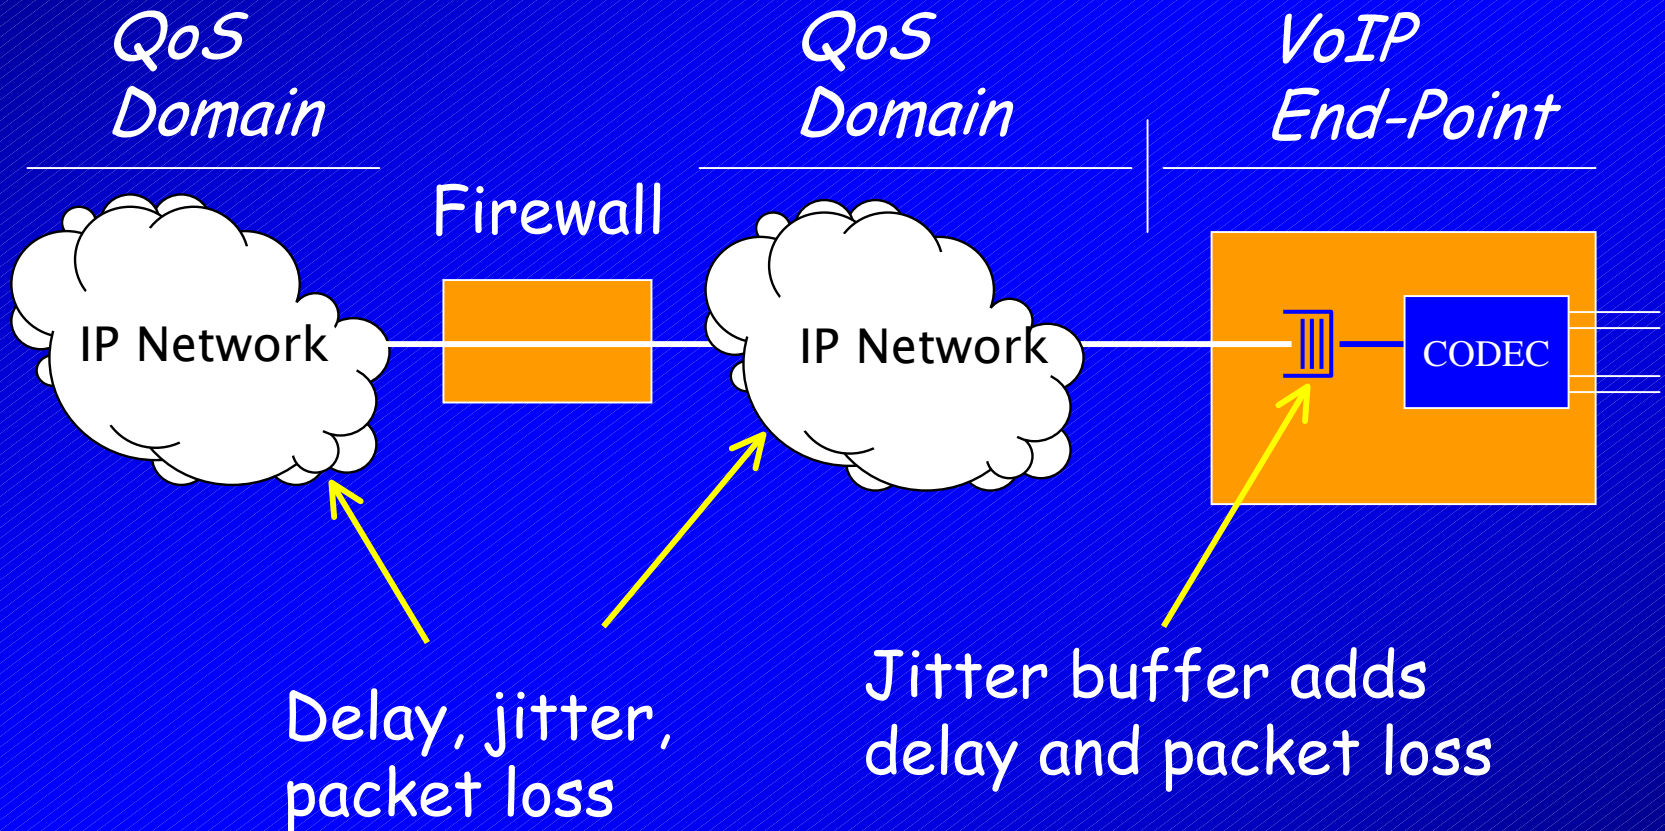 QoS
Domain
QoS
Domain
VoIP
End-Point
Firewall
IP Network
IP Network
CODEC
Delay, jitter,
packet loss
Jitter buffer adds
delay and packet loss